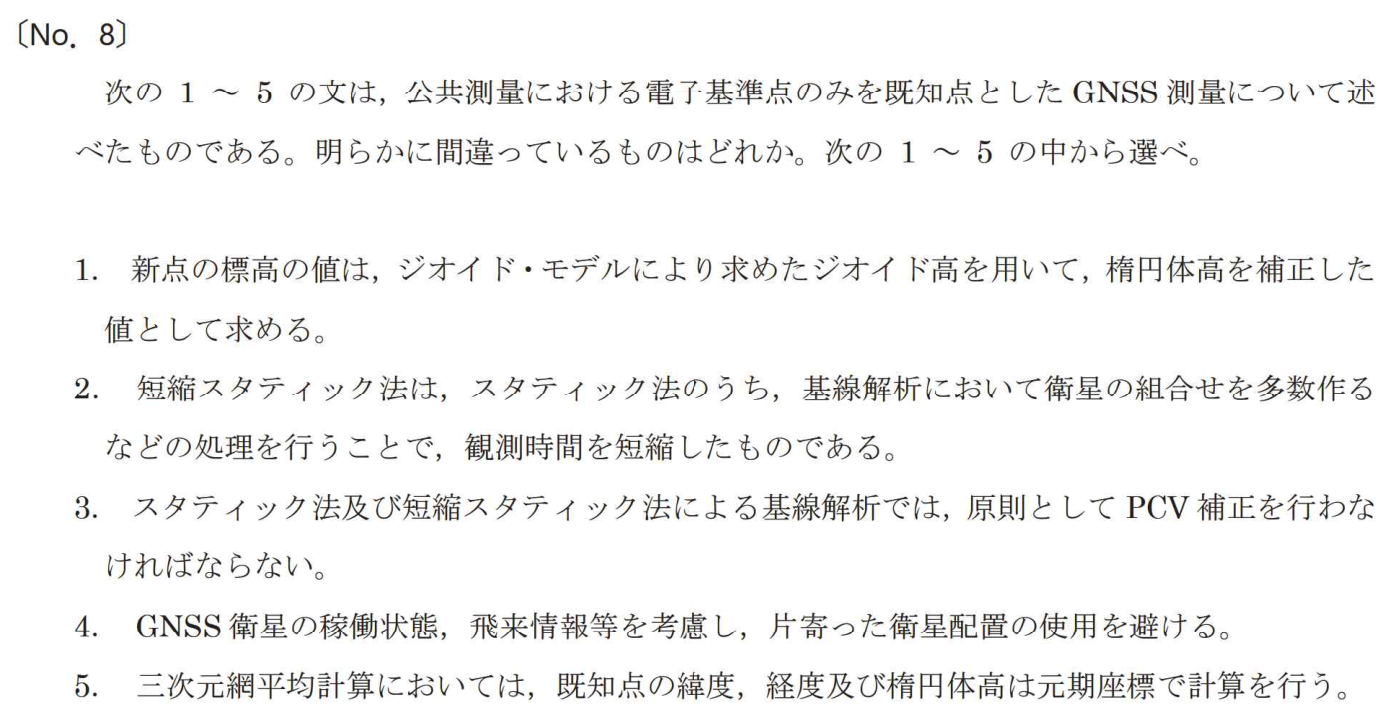 〔No. 8〕
次の 1 ～ 5 の文は，公共測量における電子基準点のみを既知点とした GNSS 測量について述
べたものである。明らかに間違っているものはどれか。次の 1 ～ 5 の中から選べ。
1. 新点の標高の値は，ジオイド・モデルにより求めたジオイド高を用いて，楕円体高を補正した
値として求める。
2. 短縮スタティック法は，スタティック法のうち，基線解析において衛星の組合せを多数作る
などの処理を行うことで，観測時間を短縮したものである。
3. スタティック法及び短縮スタティック法による基線解析では，原則として PCV 補正を行わな
ければならない。
4. GNSS 衛星の稼働状態，飛来情報等を考慮し，片寄った衛星配置の使用を避ける。
5. 三次元網平均計算においては，既知点の緯度，経度及び楕円体高は元期座標で計算を行う。